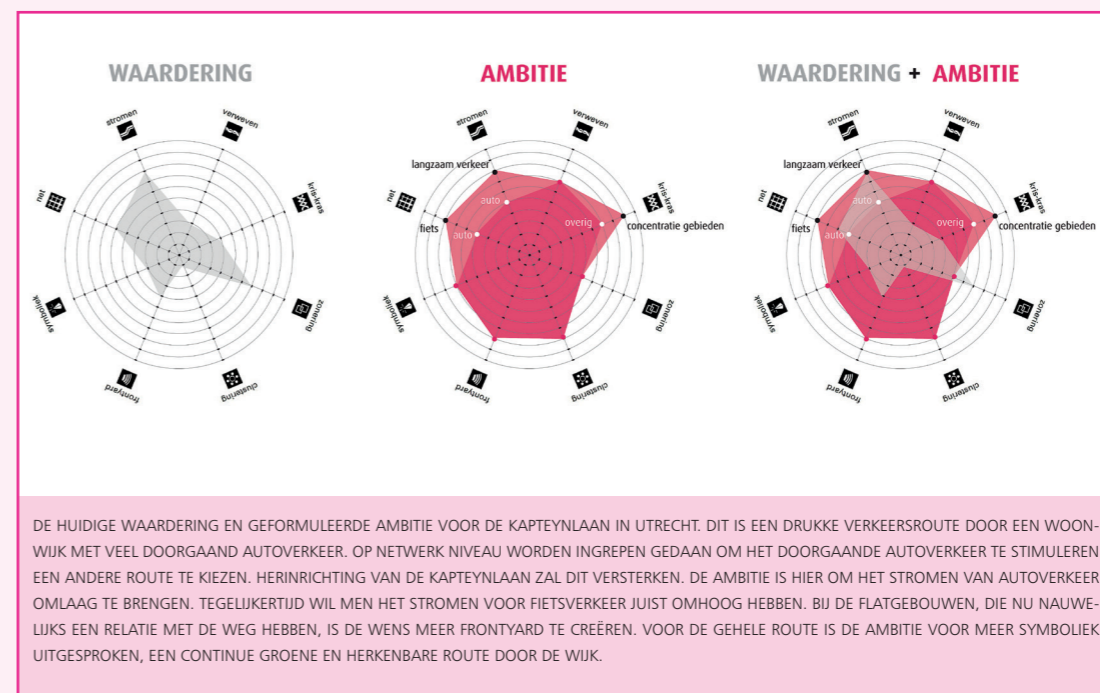 WAARDERING
stromen
verweven
kris-kras
zonering
clustering
frontyard
symboliek
net
AMBITIE
stromen
verweven
kris-kras
zonering
clustering
frontyard
symboliek
net
langzaam verkeer
auto
fiets
auto
overig
concentratie gebieden
WAARDERING + AMBITIE
stromen
verweven
kris-kras
zonering
clustering
frontyard
symboliek
net
langzaam verkeer
auto
fiets
auto
overig
concentratie gebieden
DE HUIDIGE WAARDERING EN GEFORMULEERDE AMBITIE VOOR DE KAPTEYNLAAN IN UTRECHT. DIT IS EEN DRUKKE VERKEERSROUTE DOOR EEN WOON-
WIJK MET VEEL DOORGAAND AUTOVERKEER. OP NETWERK NIVEAU WORDEN INGREPEN GEDAAN OM HET DOORGAANDE AUTOVERKEER TE STIMULEREN
EEN ANDERE ROUTE TE KIEZEN. HERINRICHTING VAN DE KAPTEYNLAAN ZAL DIT VERSTERKEN. DE AMBITIE IS HIER OM HET STROMEN VAN AUTOVERKEER
OMLAAG TE BRENGEN. TEGELIJKERTIJD WIL MEN HET STROMEN VOOR FIETSVERKEER JUIST OMHOOG HEBBEN. BIJ DE FLATGEBOUWEN, DIE NU NAUWE-
LIJKS EEN RELATIE MET DE WEG HEBBEN, IS DE WENS MEER FRONTYARD TE CREËREN. VOOR DE GEHELE ROUTE IS DE AMBITIE VOOR MEER SYMBOLIEK
UITGESPROKEN, EEN CONTINUE GROENE EN HERKENBARE ROUTE DOOR DE WIJK.